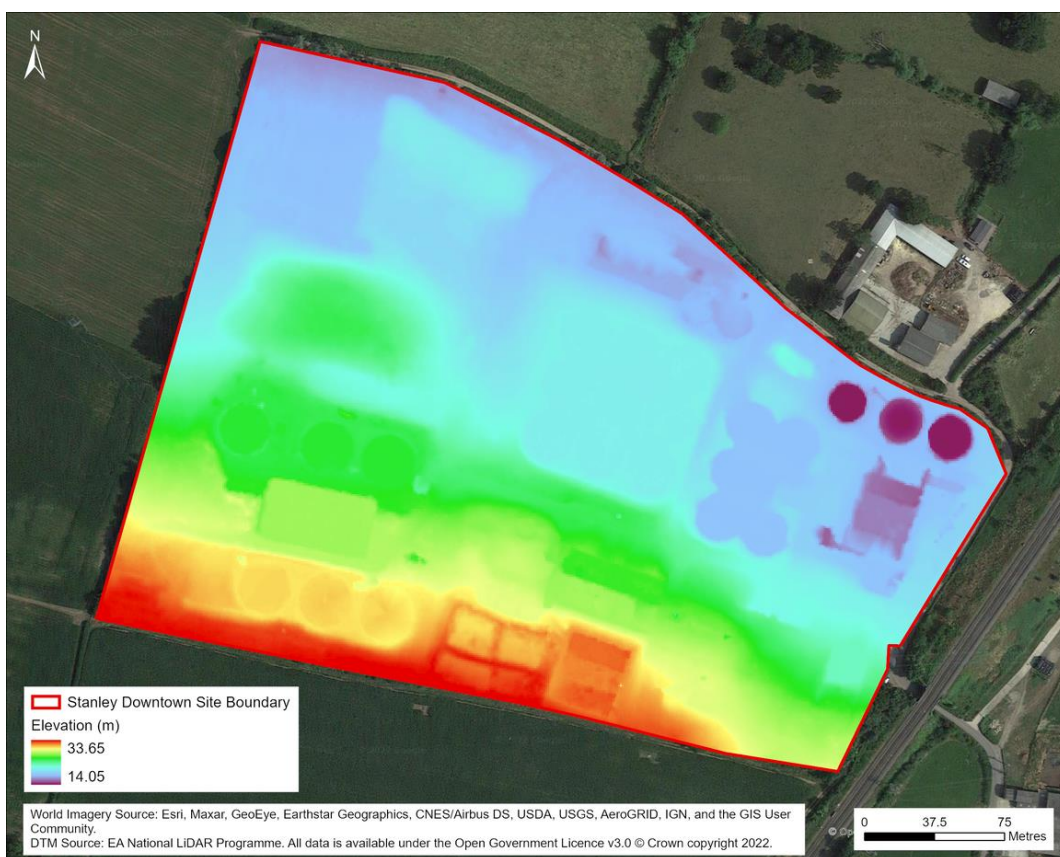 N
Stanley Downtown Site Boundary
Elevation (m)
33.65
14.05
World Imagery Source: Esri, Maxar, GeoEye, Earthstar Geographics, CNES/Airbus DS, USDA, USGS, AeroGRID, IGN, and the GIS User
Community.
DTM Source: EA National LiDAR Programme. All data is available under the Open Government Licence v3.0 © Crown copyright 2022.
0 37.5 75
Metres